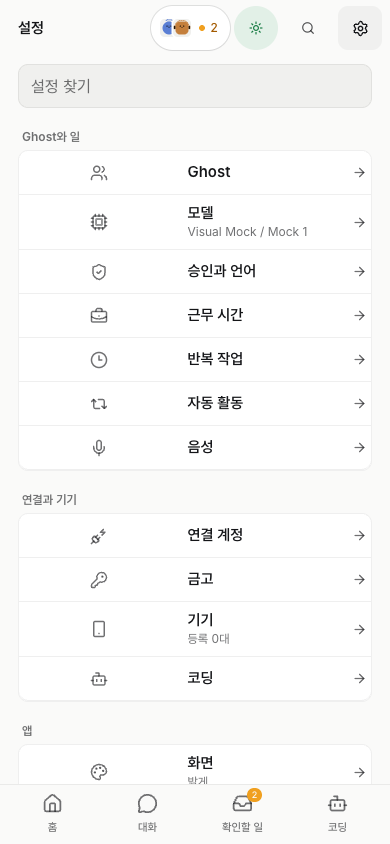 설정
2
설정 찾기
Ghost와 일
Ghost
모델
Visual Mock / Mock 1
승인과 언어
근무 시간
반복 작업
자동 활동
음성
연결과 기기
연결 계정
금고
기기
등록 0대
코딩
앱
화면
밝게
홈
대화
2
확인할 일
코딩